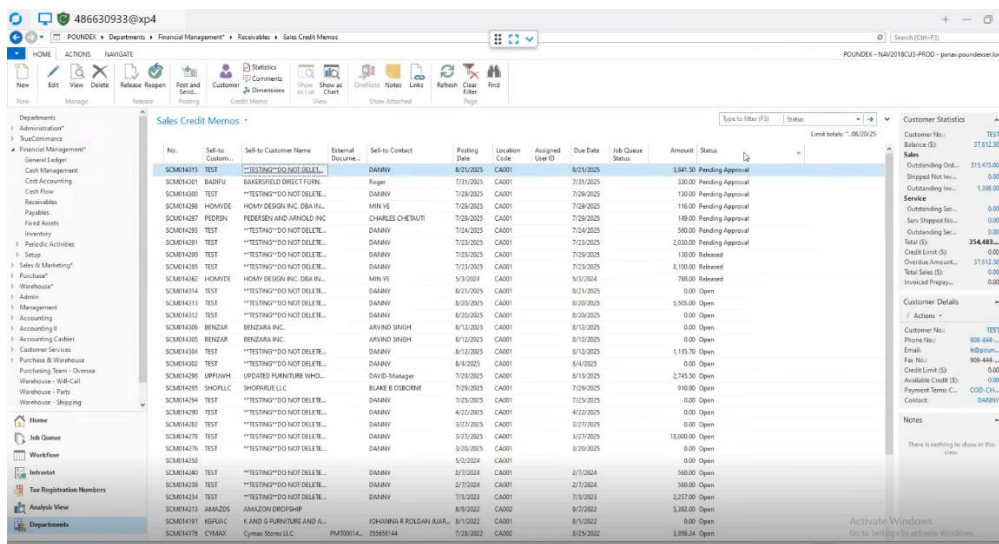 486630933@xp4
POUNDEX ▸ Departments ▸ Financial Management* ▸ Receivables ▸ Sales Credit Memos
Search (Ctrl+F3)
HOME ACTIONS NAVIGATE
POUNDEX - NAV2018CU3-PROD -
New Edit View Delete Release Reopen Post and Send... Customer Statistics Comments Dimensions Show as List Show as Chart OneNote Notes Links Refresh Clear Filter Find
New Manage Release Posting Credit Memo View Show Attached Page
Departments
Administration*
TrueCommerce
Financial Management*
General Ledger
Cash Management
Cost Accounting
Cash Flow
Receivables
Payables
Fixed Assets
Inventory
Periodic Activities
Setup
Sales & Marketing*
Purchase*
Warehouse*
Admin
Management
Accounting
Accounting II
Accounting Cashier
Customer Services
Purchase & Warehouse
Purchasing Team - Oversea
Warehouse - Will-Call
Warehouse - Parts
Warehouse - Shipping
Home
Job Queue
Workflow
Intrastat
Tax Registration Numbers
Analysis View
Departments
Sales Credit Memos
Type to filter (F3) Status
Limit totals: "..08/20/25
No. Sell-to Custom... Sell-to Customer Name External Docume... Sell-to Contact Posting Date Location Code Assigned User ID Due Date Job Queue Status Amount Status
SCM014315 TEST **TESTING**DO NOT DELET... DANNY 8/21/2025 CA001 8/21/2025 3,841.50 Pending Approval
SCM014301 BADIFU BAKERSFIELD DIRECT FURN. Roger 7/31/2025 CA001 7/31/2025 330.00 Pending Approval
SCM014300 TEST **TESTING**DO NOT DELETE... DANNY 7/29/2025 CA001 7/29/2025 130.00 Pending Approval
SCM014298 HOMYDE HOMY DESIGN INC. DBA IN... MIN YE 7/29/2025 CA001 7/29/2025 116.00 Pending Approval
SCM014297 PEDRSN PEDERSEN AND ARNOLD INC CHARLES CHETAUTI 7/29/2025 CA001 7/29/2025 149.00 Pending Approval
SCM014293 TEST **TESTING**DO NOT DELETE... DANNY 7/24/2025 CA001 7/24/2025 560.00 Pending Approval
SCM014291 TEST **TESTING**DO NOT DELETE... DANNY 7/23/2025 CA001 7/23/2025 2,030.00 Pending Approval
SCM014299 TEST **TESTING**DO NOT DELETE... DANNY 7/29/2025 CA001 7/29/2025 130.00 Released
SCM014285 TEST **TESTING**DO NOT DELETE... DANNY 7/23/2025 CA001 7/23/2025 8,100.00 Released
SCM014262 HOMYDE HOMY DESIGN INC. DBA IN... MIN YE 5/3/2024 CA001 5/3/2024 768.00 Released
SCM014314 TEST **TESTING**DO NOT DELETE... DANNY 8/21/2025 CA001 8/21/2025 0.00 Open
SCM014313 TEST **TESTING**DO NOT DELETE... DANNY 8/20/2025 CA001 8/20/2025 5,505.00 Open
SCM014312 TEST **TESTING**DO NOT DELETE... DANNY 8/20/2025 CA001 8/20/2025 0.00 Open
SCM014306 BENZAR BENZARA INC. ARVIND SINGH 8/12/2025 CA001 8/12/2025 0.00 Open
SCM014305 BENZAR BENZARA INC. ARVIND SINGH 8/12/2025 CA001 8/12/2025 0.00 Open
SCM014304 TEST **TESTING**DO NOT DELETE... DANNY 8/12/2025 CA001 8/12/2025 1,135.70 Open
SCM014302 TEST **TESTING**DO NOT DELETE... DANNY 8/4/2025 CA001 8/4/2025 0.00 Open
SCM014296 UPFUWH UPDATED FURNITURE WHO... DAVID-Manager 7/29/2025 CA001 8/13/2025 2,745.50 Open
SCM014295 SHOPLLC SHOPARLIE LLC BLAKE B OSBORNE 7/29/2025 CA001 7/29/2025 910.00 Open
SCM014294 TEST **TESTING**DO NOT DELETE... DANNY 7/25/2025 CA001 7/25/2025 0.00 Open
SCM014290 TEST **TESTING**DO NOT DELETE... DANNY 4/22/2025 CA001 4/22/2025 0.00 Open
SCM014282 TEST **TESTING**DO NOT DELETE... DANNY 3/27/2025 CA001 3/27/2025 0.00 Open
SCM014278 TEST **TESTING**DO NOT DELETE... DANNY 3/27/2025 CA001 3/27/2025 18,000.00 Open
SCM014276 TEST **TESTING**DO NOT DELETE... DANNY 3/20/2025 CA001 3/20/2025 0.00 Open
SCM014258 5/2/2024 CA001 0.00 Open
SCM014240 TEST **TESTING**DO NOT DELETE... DANNY 2/7/2024 CA001 2/7/2024 560.00 Open
SCM014239 TEST **TESTING**DO NOT DELETE... DANNY 2/7/2024 CA001 2/7/2024 560.00 Open
SCM014234 TEST **TESTING**DO NOT DELETE... DANNY 7/3/2023 CA001 7/3/2023 2,257.00 Open
SCM014213 AMAZDS AMAZON DROPSHIP 8/8/2022 CA002 9/7/2022 5,392.00 Open
SCM014191 KGFUAC K AND G FURNITURE AND A... JOHANNA R ROLDAN JUAR... 8/1/2022 CA001 8/1/2022 0.00 Open
SCM014176 CYMAX Cymax Stores LLC PMT00014... 355856144 7/26/2022 CA002 8/25/2022 3,958.24 Open
Customer Statistics
Customer No.: TEST
Balance ($): 37,612.50
Sales
Outstanding Ord... 315,475.00
Shipped Not Inv... 0.00
Outstanding Inv... 1,396.00
Service
Outstanding Ser... 0.00
Serv Shipped No... 0.00
Outstanding Ser... 0.00
Total ($): 354,483....
Credit Limit ($): 0.00
Overdue Amount... 37,612.50
Total Sales ($): 0.00
Invoiced Prepay... 0.00
Customer Details
Actions
Customer No.: TEST
Phone No.: 909-444-...
Email:
Fax No.: 909-444-...
Credit Limit ($): 0.00
Available Credit ($): 0.00
Payment Terms C... COD-CH...
Contact: DANNY
Notes
There is nothing to show in this view.
Activate Windows
Go to Settings to activate Windows.